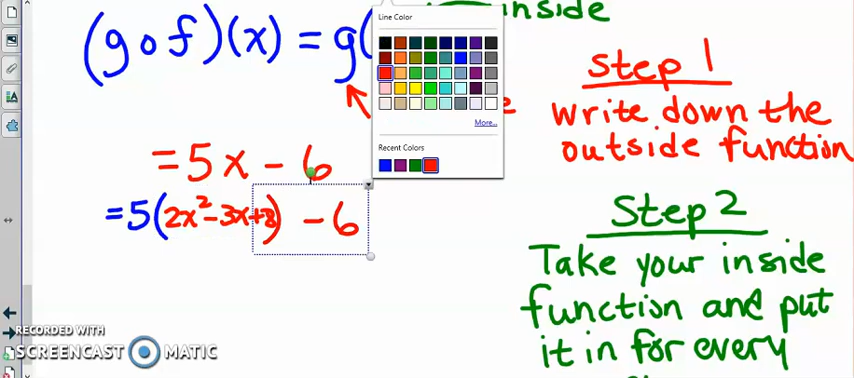 inside
Line Color
(g o f)(x) = g(
More...
Recent Colors
Step 1
write down the
outside function
= 5x - 6
= 5(2x² - 3x + 8) - 6
Step 2
Take your inside
function and put
it in for every
RECORDED WITH
SCREENCAST MATIC